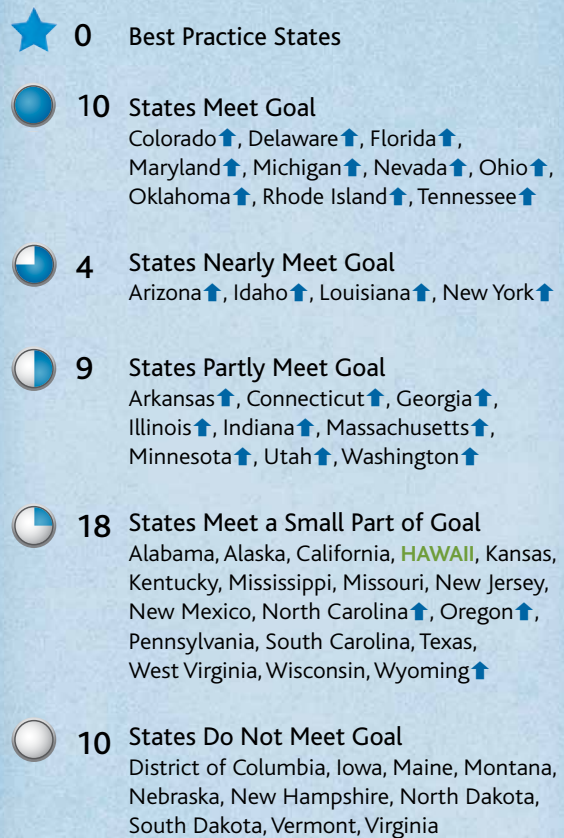 0 Best Practice States
10 States Meet Goal
Colorado⬆, Delaware⬆, Florida⬆,
Maryland⬆, Michigan⬆, Nevada⬆, Ohio⬆,
Oklahoma⬆, Rhode Island⬆, Tennessee⬆
4 States Nearly Meet Goal
Arizona⬆, Idaho⬆, Louisiana⬆, New York⬆
9 States Partly Meet Goal
Arkansas⬆, Connecticut⬆, Georgia⬆,
Illinois⬆, Indiana⬆, Massachusetts⬆,
Minnesota⬆, Utah⬆, Washington⬆
18 States Meet a Small Part of Goal
Alabama, Alaska, California, HAWAII, Kansas,
Kentucky, Mississippi, Missouri, New Jersey,
New Mexico, North Carolina⬆, Oregon⬆,
Pennsylvania, South Carolina, Texas,
West Virginia, Wisconsin, Wyoming⬆
10 States Do Not Meet Goal
District of Columbia, Iowa, Maine, Montana,
Nebraska, New Hampshire, North Dakota,
South Dakota, Vermont, Virginia